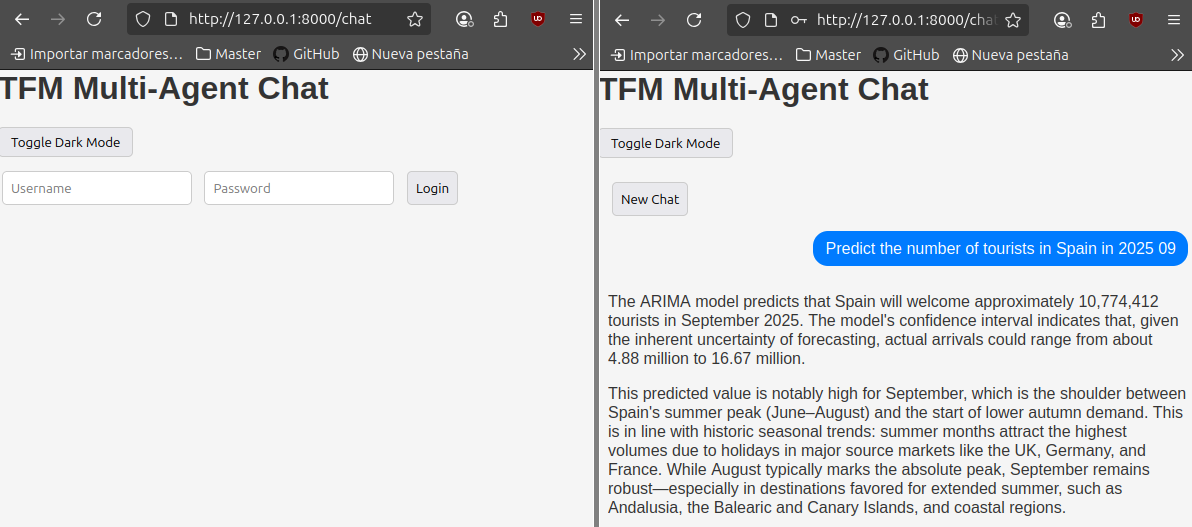 http://127.0.0.1:8000/chat
Importar marcadores... Master GitHub Nueva pestaña
TFM Multi-Agent Chat
Toggle Dark Mode
Username Password Login
http://127.0.0.1:8000/chat
Importar marcadores... Master GitHub Nueva pestaña
TFM Multi-Agent Chat
Toggle Dark Mode
New Chat
Predict the number of tourists in Spain in 2025 09
The ARIMA model predicts that Spain will welcome approximately 10,774,412
tourists in September 2025. The model's confidence interval indicates that, given
the inherent uncertainty of forecasting, actual arrivals could range from about
4.88 million to 16.67 million.
This predicted value is notably high for September, which is the shoulder between
Spain's summer peak (June–August) and the start of lower autumn demand. This
is in line with historic seasonal trends: summer months attract the highest
volumes due to holidays in major source markets like the UK, Germany, and
France. While August typically marks the absolute peak, September remains
robust—especially in destinations favored for extended summer, such as
Andalusia, the Balearic and Canary Islands, and coastal regions.